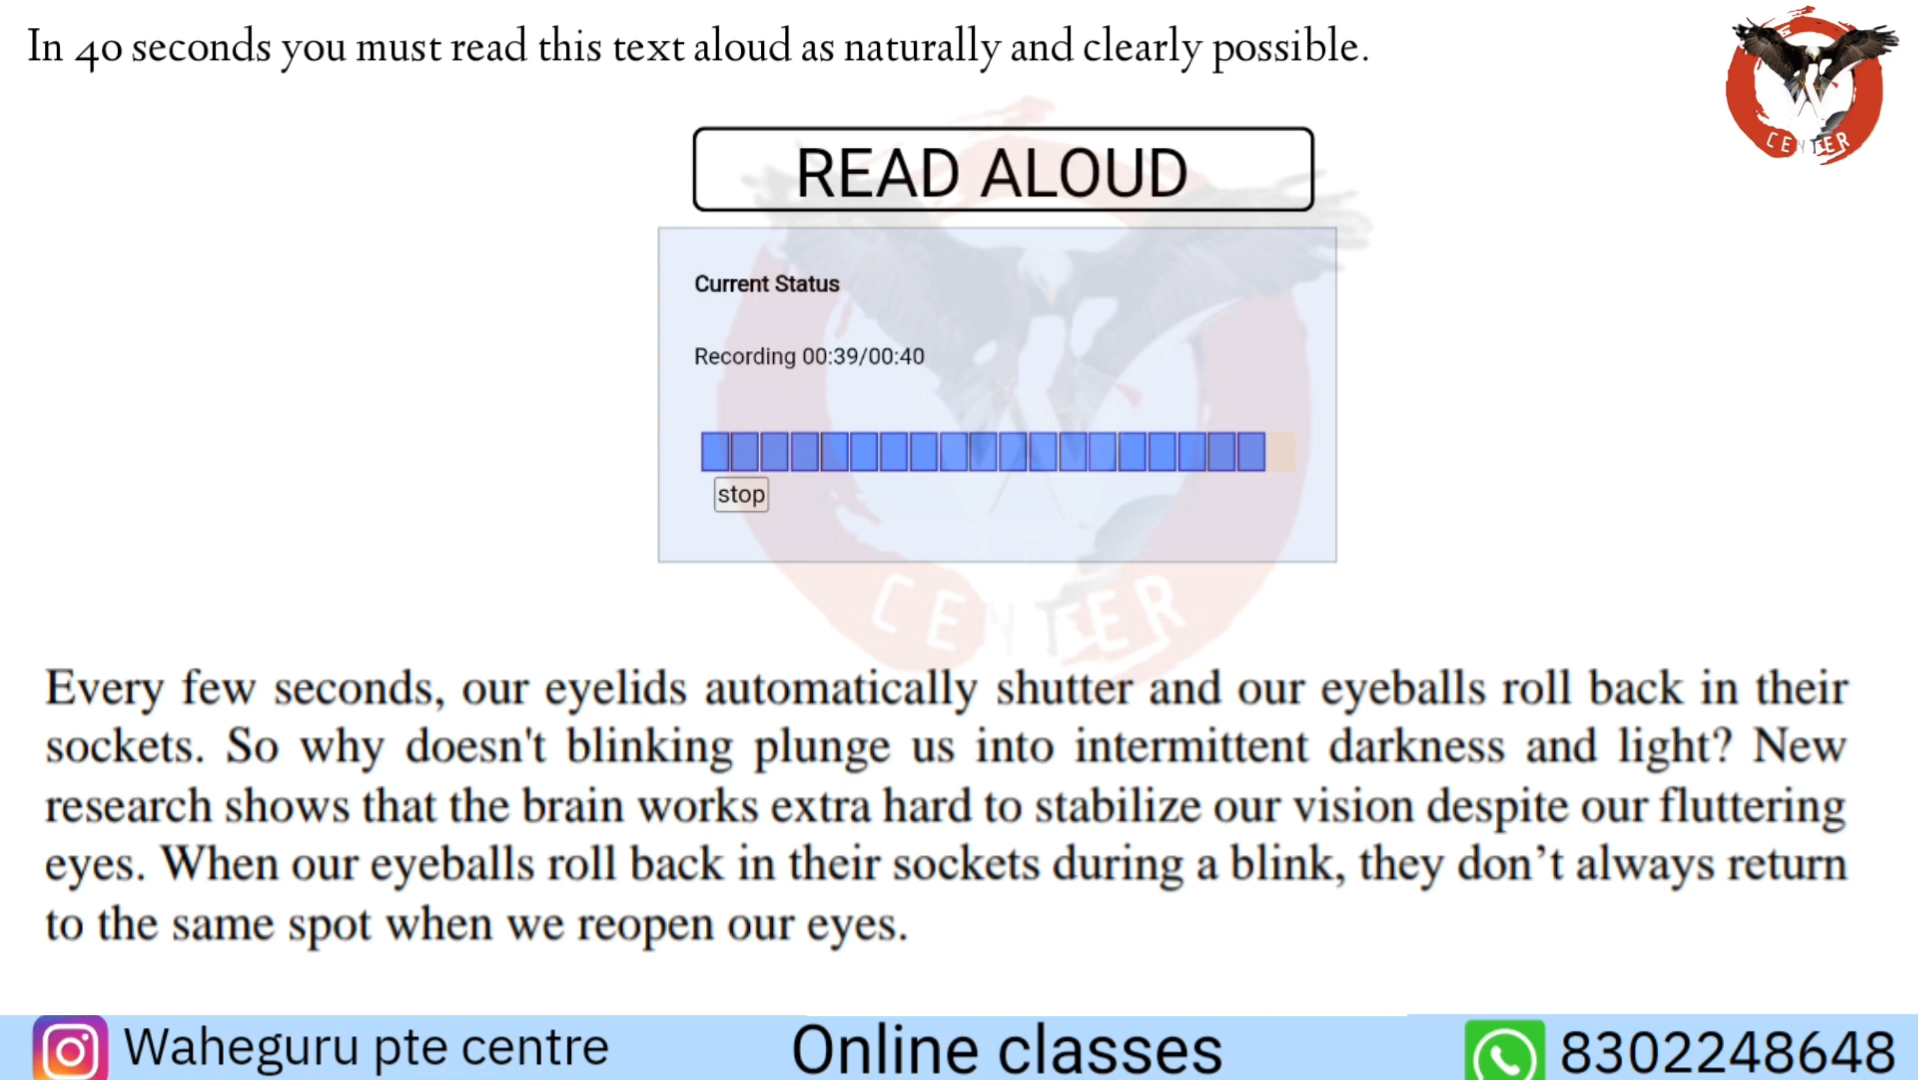 In 40 seconds you must read this text aloud as naturally and clearly possible.
CENTER
READ ALOUD
Current Status
Recording 00:39/00:40
stop
CENTER
Every few seconds, our eyelids automatically shutter and our eyeballs roll back in their
sockets. So why doesn't blinking plunge us into intermittent darkness and light? New
research shows that the brain works extra hard to stabilize our vision despite our fluttering
eyes. When our eyeballs roll back in their sockets during a blink, they don’t always return
to the same spot when we reopen our eyes.
Waheguru pte centre
Online classes
8302248648